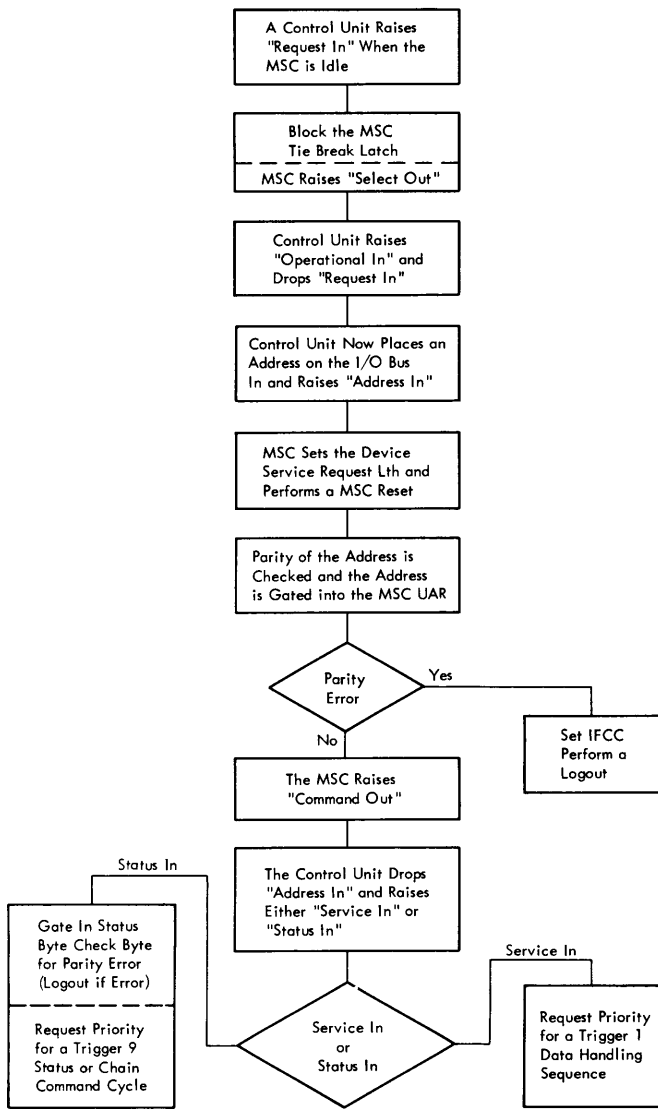 A Control Unit Raises
"Request In" When the
MSC is Idle
Block the MSC
Tie Break Latch
MSC Raises "Select Out"
Control Unit Raises
"Operational In" and
Drops "Request In"
Control Unit Now Places an
Address on the I/O Bus
In and Raises "Address In"
MSC Sets the Device
Service Request Lth and
Performs a MSC Reset
Parity of the Address is
Checked and the Address
is Gated into the MSC UAR
Parity
Error
Yes
No
Set IFCC
Perform a
Logout
The MSC Raises
"Command Out"
The Control Unit Drops
"Address In" and Raises
Either "Service In" or
"Status In"
Status In
Gate In Status
Byte Check Byte
for Parity Error
(Logout if Error)
Request Priority
for a Trigger 9
Status or Chain
Command Cycle
Service In
or
Status In
Service In
Request Priority
for a Trigger 1
Data Handling
Sequence